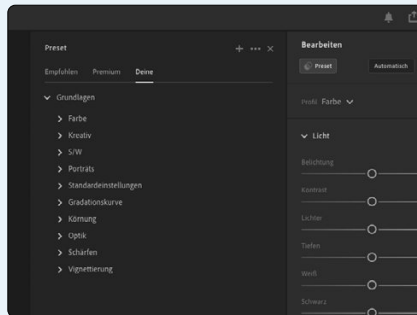 Preset
Empfohlen Premium Deine
Grundlagen
Farbe
Kreativ
S/W
Porträts
Standardeinstellungen
Gradationskurve
Körnung
Optik
Schärfen
Vignettierung
Bearbeiten
Preset Automatisch
Profil Farbe
Licht
Belichtung
Kontrast
Lichter
Tiefen
Weiß
Schwarz